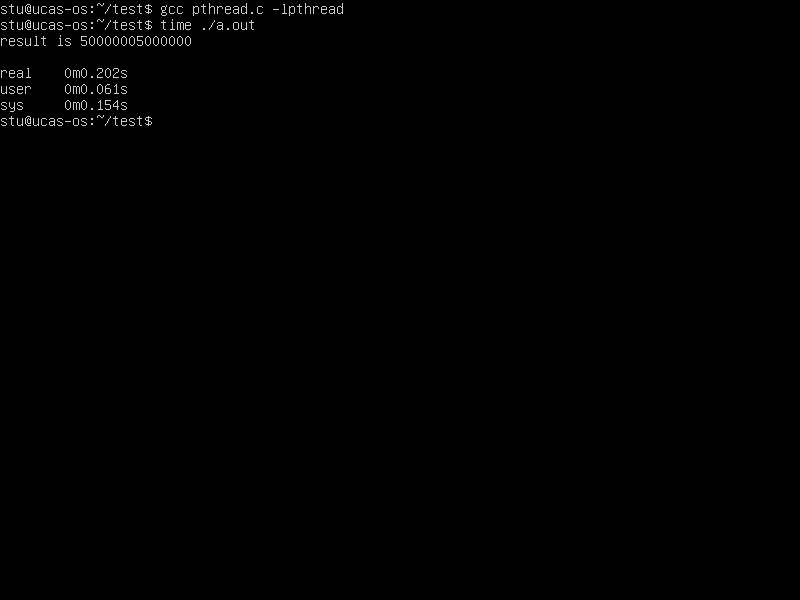 stu@ucas-os:~/test$ gcc pthread.c -lpthread
stu@ucas-os:~/test$ time ./a.out
result is 50000005000000
real    0m0.202s
user    0m0.061s
sys     0m0.154s
stu@ucas-os:~/test$